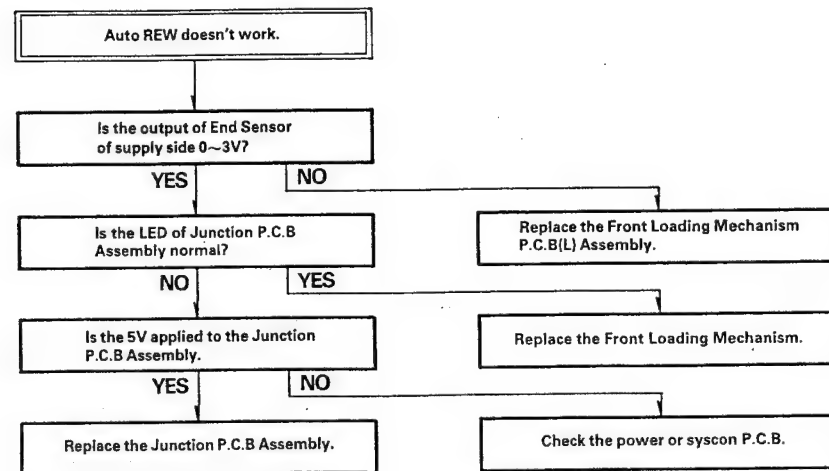 Auto REW doesn't work.
Is the output of End Sensor
of supply side 0~3V?
YES
NO
Is the LED of Junction P.C.B
Assembly normal?
Replace the Front Loading Mechanism
P.C.B(L) Assembly.
NO
YES
Is the 5V applied to the Junction
P.C.B Assembly.
Replace the Front Loading Mechanism.
YES
NO
Replace the Junction P.C.B Assembly.
Check the power or syscon P.C.B.